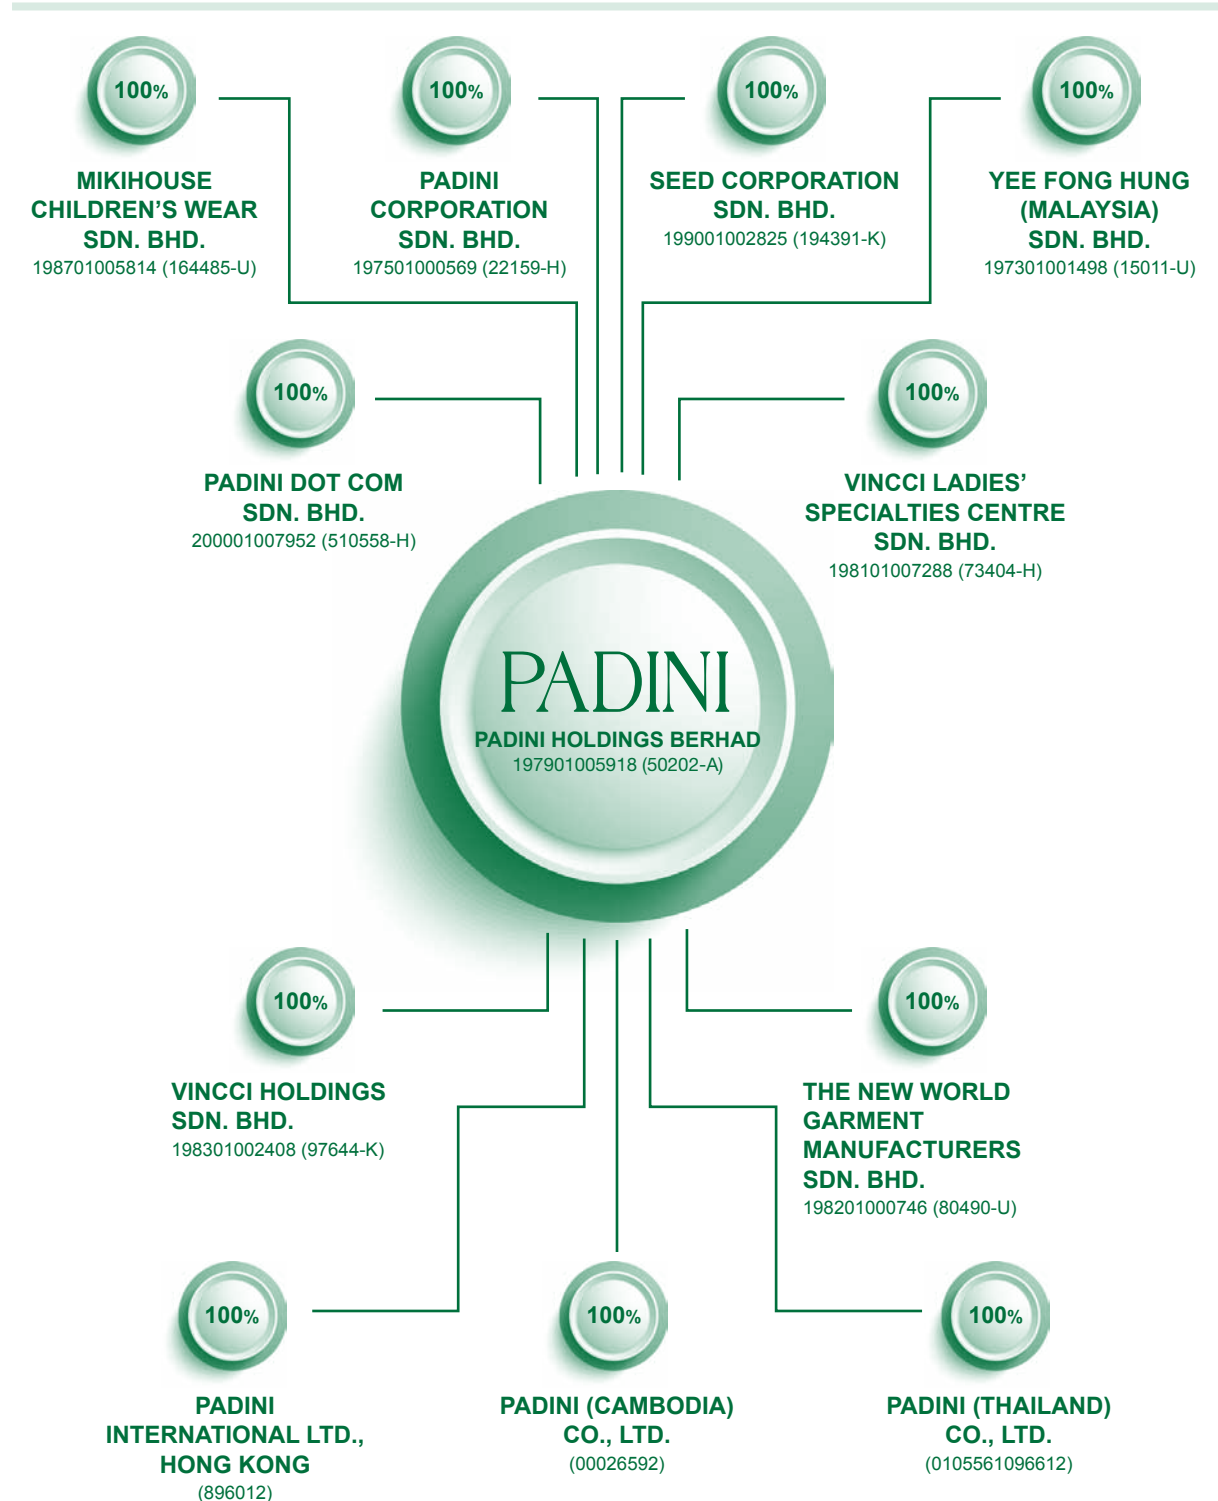 100%
MIKIHOUSE
CHILDREN'S WEAR
SDN. BHD.
198701005814 (164485-U)
100%
PADINI
CORPORATION
SDN. BHD.
197501000569 (22159-H)
100%
SEED CORPORATION
SDN. BHD.
199001002825 (194391-K)
100%
YEE FONG HUNG
(MALAYSIA)
SDN. BHD.
197301001498 (15011-U)
100%
PADINI DOT COM
SDN. BHD.
200001007952 (510558-H)
100%
VINCCI LADIES'
SPECIALTIES CENTRE
SDN. BHD.
198101007288 (73404-H)
PADINI
PADINI HOLDINGS BERHAD
197901005918 (50202-A)
100%
VINCCI HOLDINGS
SDN. BHD.
198301002408 (97644-K)
100%
THE NEW WORLD
GARMENT
MANUFACTURERS
SDN. BHD.
198201000746 (80490-U)
100%
PADINI
INTERNATIONAL LTD.,
HONG KONG
(896012)
100%
PADINI (CAMBODIA)
CO., LTD.
(00026592)
100%
PADINI (THAILAND)
CO., LTD.
(0105561096612)